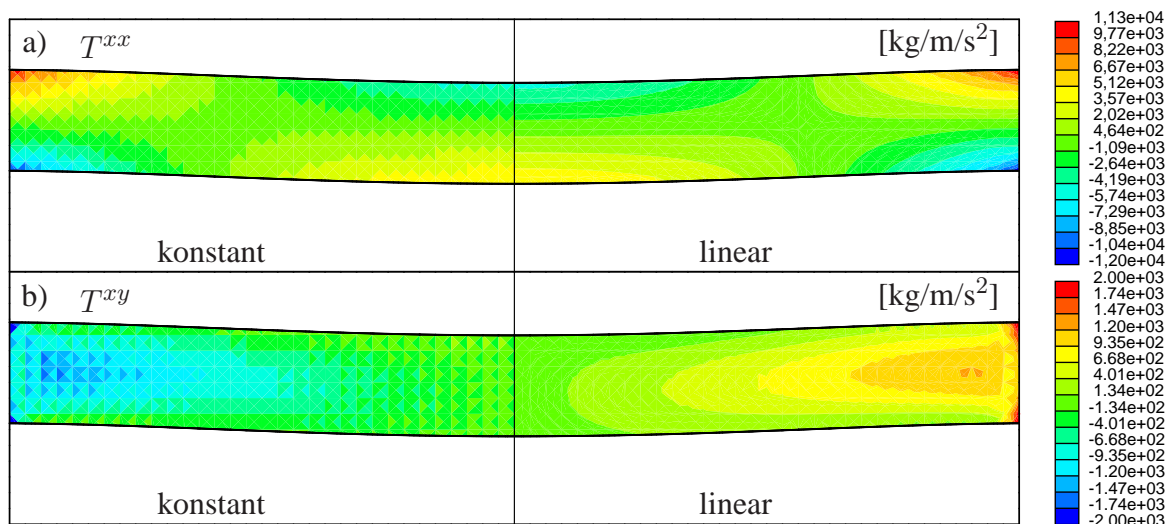 a) T^{xx} [kg/m/s²]
konstant linear
b) T^{xy} [kg/m/s²]
konstant linear
1,13e+04
9,77e+03
8,22e+03
6,67e+03
5,12e+03
3,57e+03
2,02e+03
4,64e+02
-1,09e+03
-2,64e+03
-4,19e+03
-5,74e+03
-7,29e+03
-8,85e+03
-1,04e+04
-1,20e+04
2.00e+03
1.74e+03
1.47e+03
1.20e+03
9.35e+02
6.68e+02
4.01e+02
1.34e+02
-1.34e+02
-4.01e+02
-6.68e+02
-9.35e+02
-1.20e+03
-1.47e+03
-1.74e+03
-2.00e+03